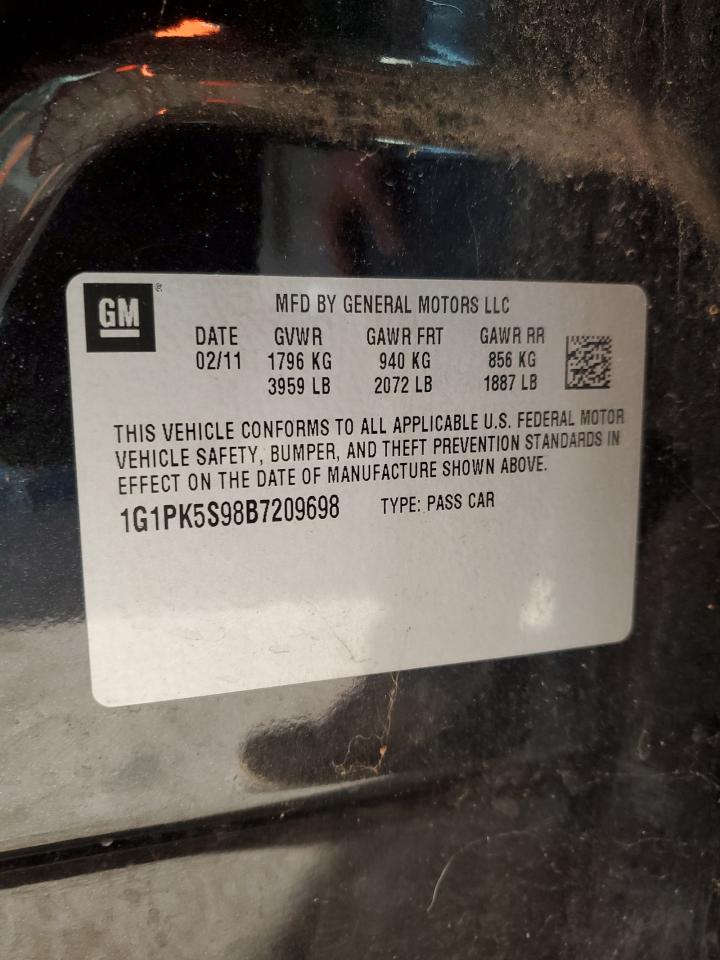 GM®
MFD BY GENERAL MOTORS LLC
DATE GVWR GAWR FRT GAWR RR
02/11 1796 KG 940 KG 856 KG
3959 LB 2072 LB 1887 LB
THIS VEHICLE CONFORMS TO ALL APPLICABLE U.S. FEDERAL MOTOR
VEHICLE SAFETY, BUMPER, AND THEFT PREVENTION STANDARDS IN
EFFECT ON THE DATE OF MANUFACTURE SHOWN ABOVE.
1G1PK5S98B7209698 TYPE: PASS CAR